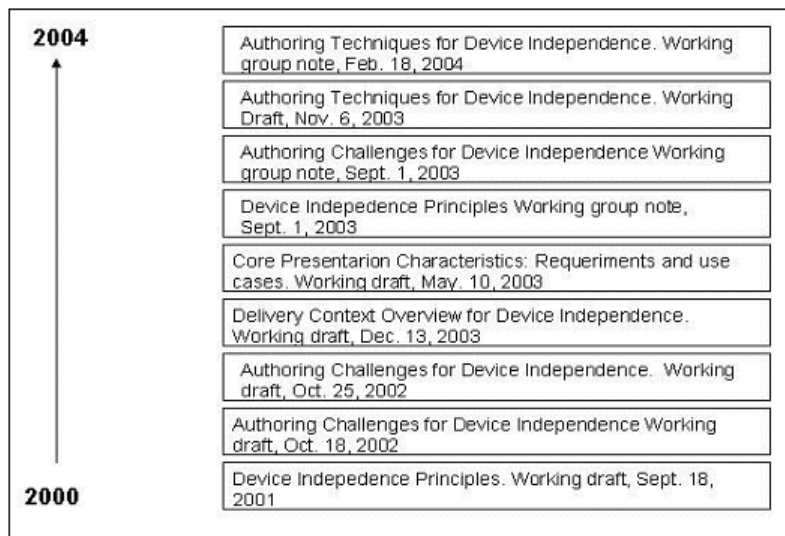 2004
Authoring Techniques for Device Independence. Working
group note, Feb. 18, 2004
Authoring Techniques for Device Independence. Working
Draft, Nov. 6, 2003
Authoring Challenges for Device Independence Working
group note, Sept. 1, 2003
Device Indepedence Principles Working group note,
Sept. 1, 2003
Core Presentarion Characteristics: Requeriments and use
cases. Working draft, May. 10, 2003
Delivery Context Overview for Device Independence.
Working draft, Dec. 13, 2003
Authoring Challenges for Device Independence. Working
draft, Oct. 25, 2002
Authoring Challenges for Device Independence Working
draft, Oct. 18, 2002
Device Indepedence Principles. Working draft, Sept. 18,
2001
2000